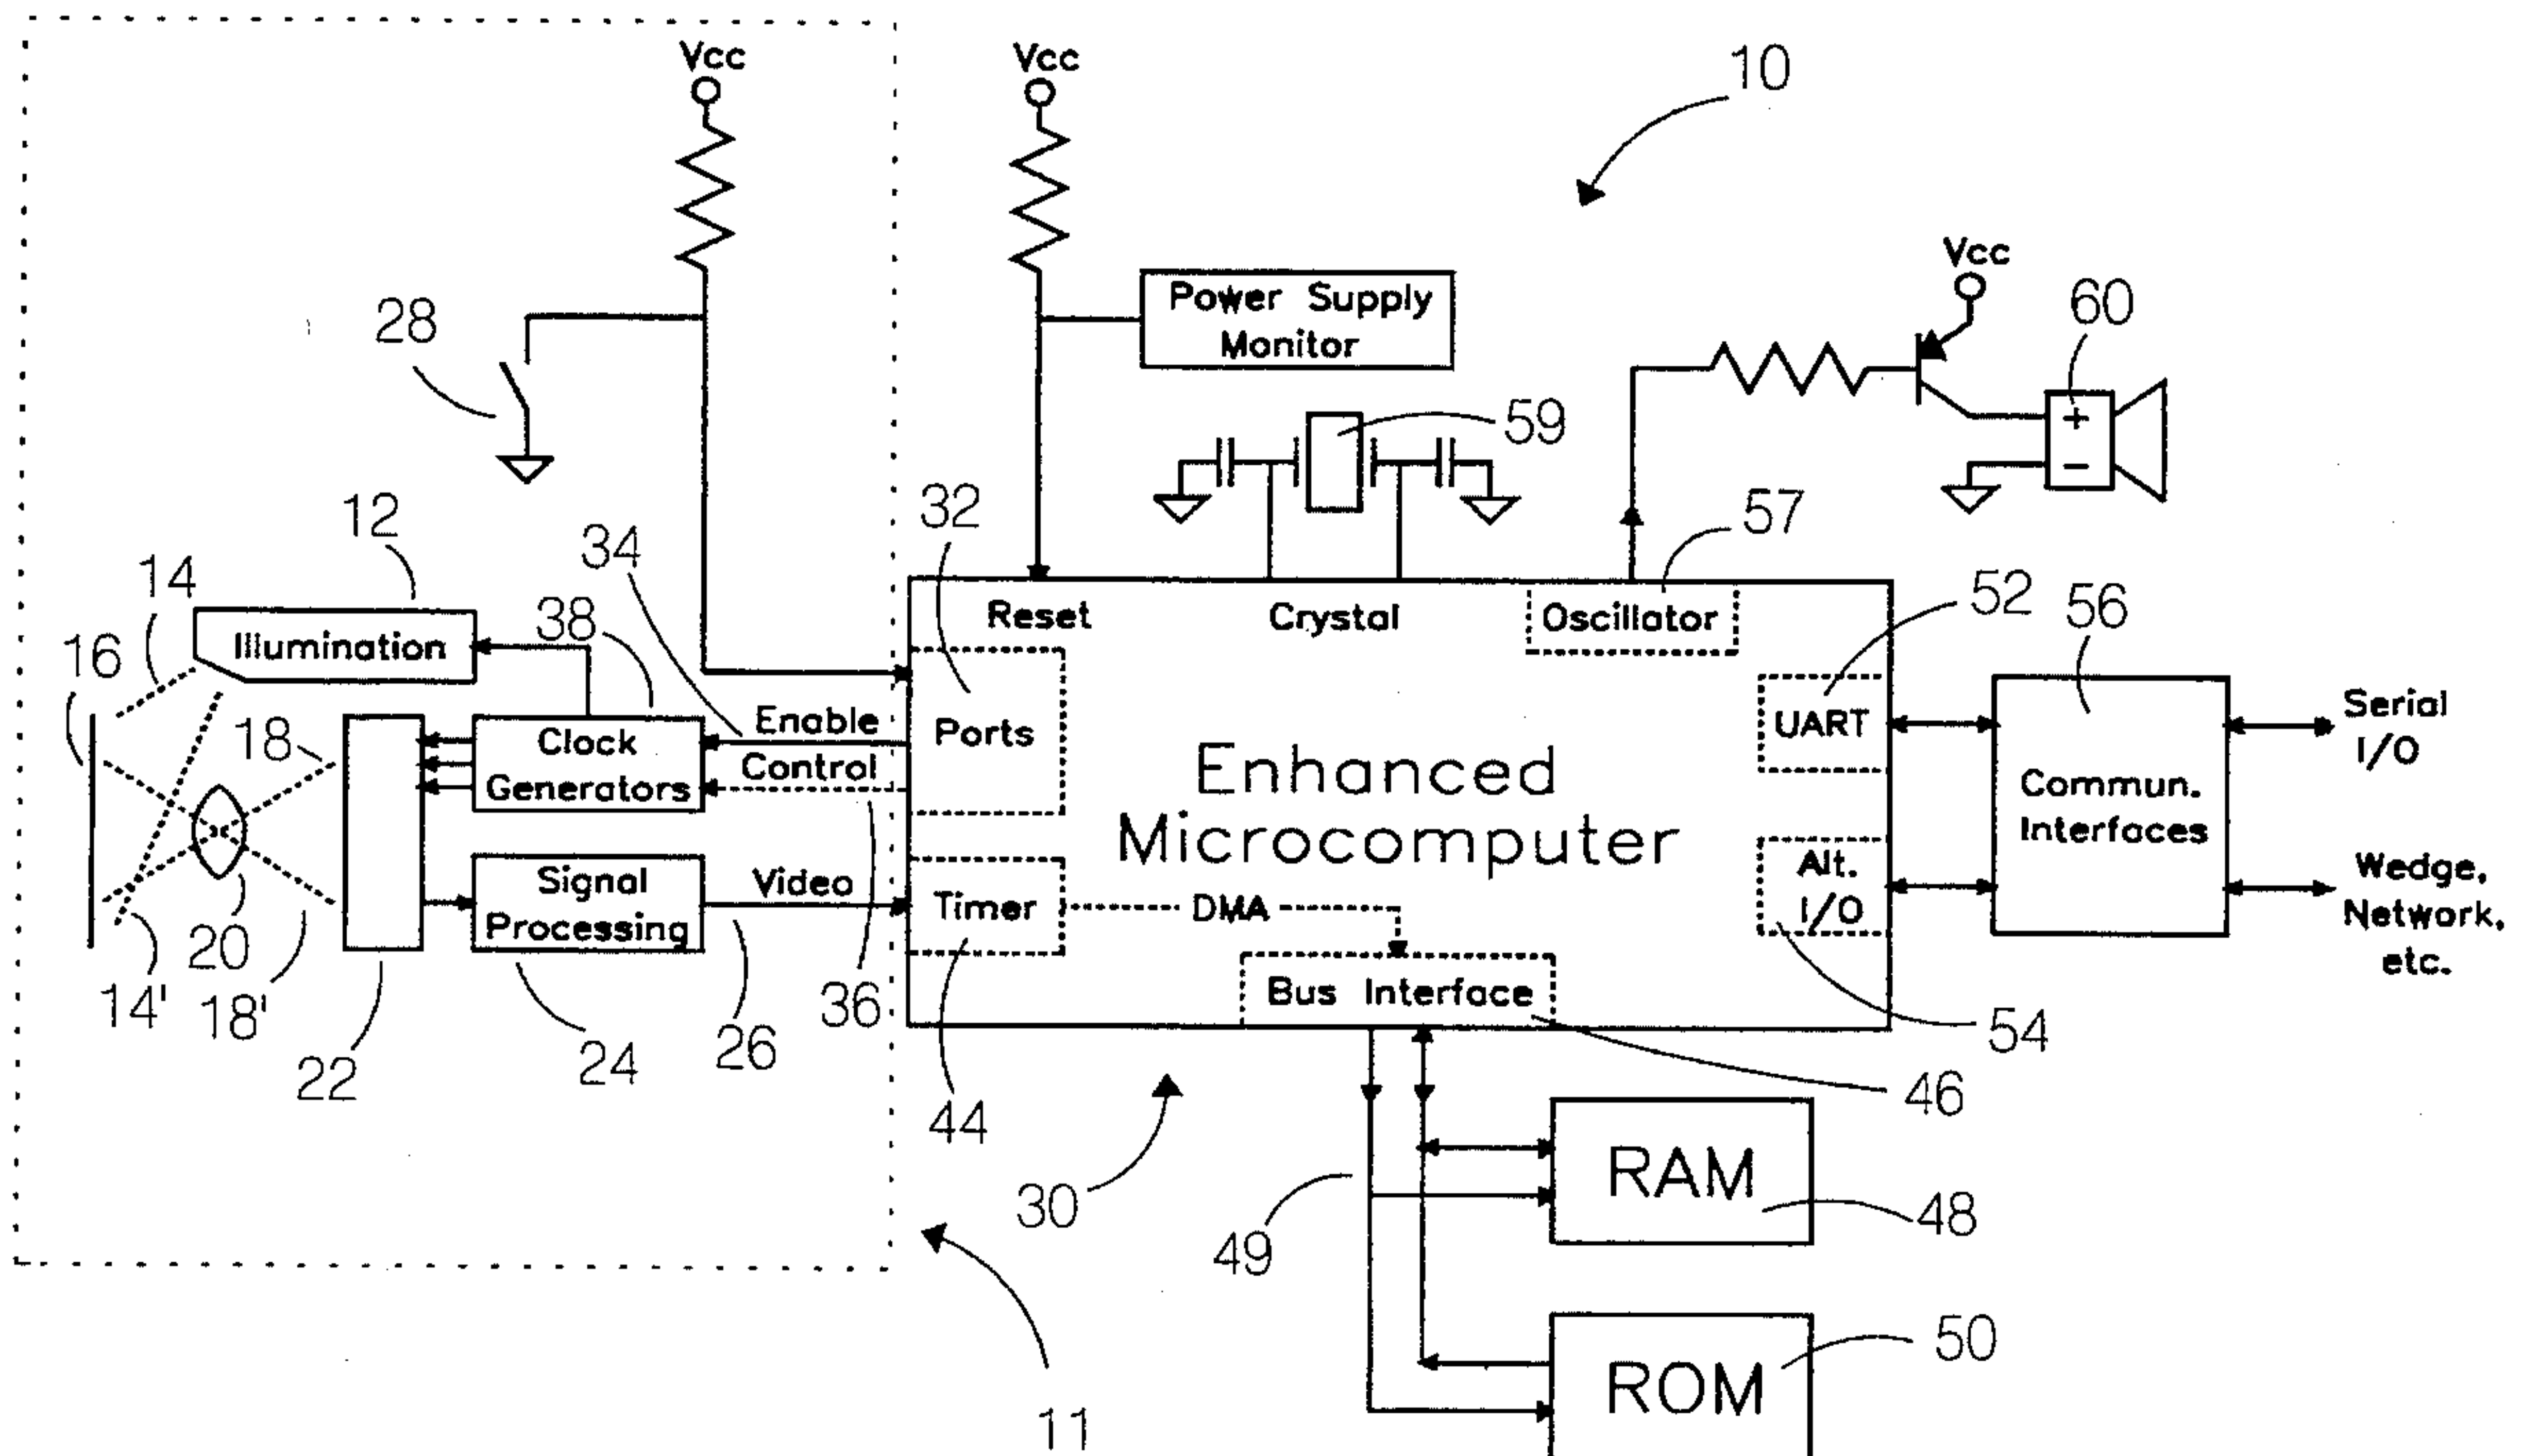 Vcc
Vcc
10
Vcc
60
28
Power Supply
Monitor
59
+
−
12
34
32
57
14
38
16
Illumination
Reset
Crystal
Oscillator
52
56
18
Clock
Generators
Enable
Control
Ports
Enhanced
Microcomputer
UART
Commun.
Interfaces
Serial
I/O
Signal
Processing
Video
Timer
DMA
Alt.
I/O
Wedge,
Network,
etc.
20
14'
18'
36
Bus Interface
22
24
26
44
54
46
30
49
RAM
48
11
ROM
50